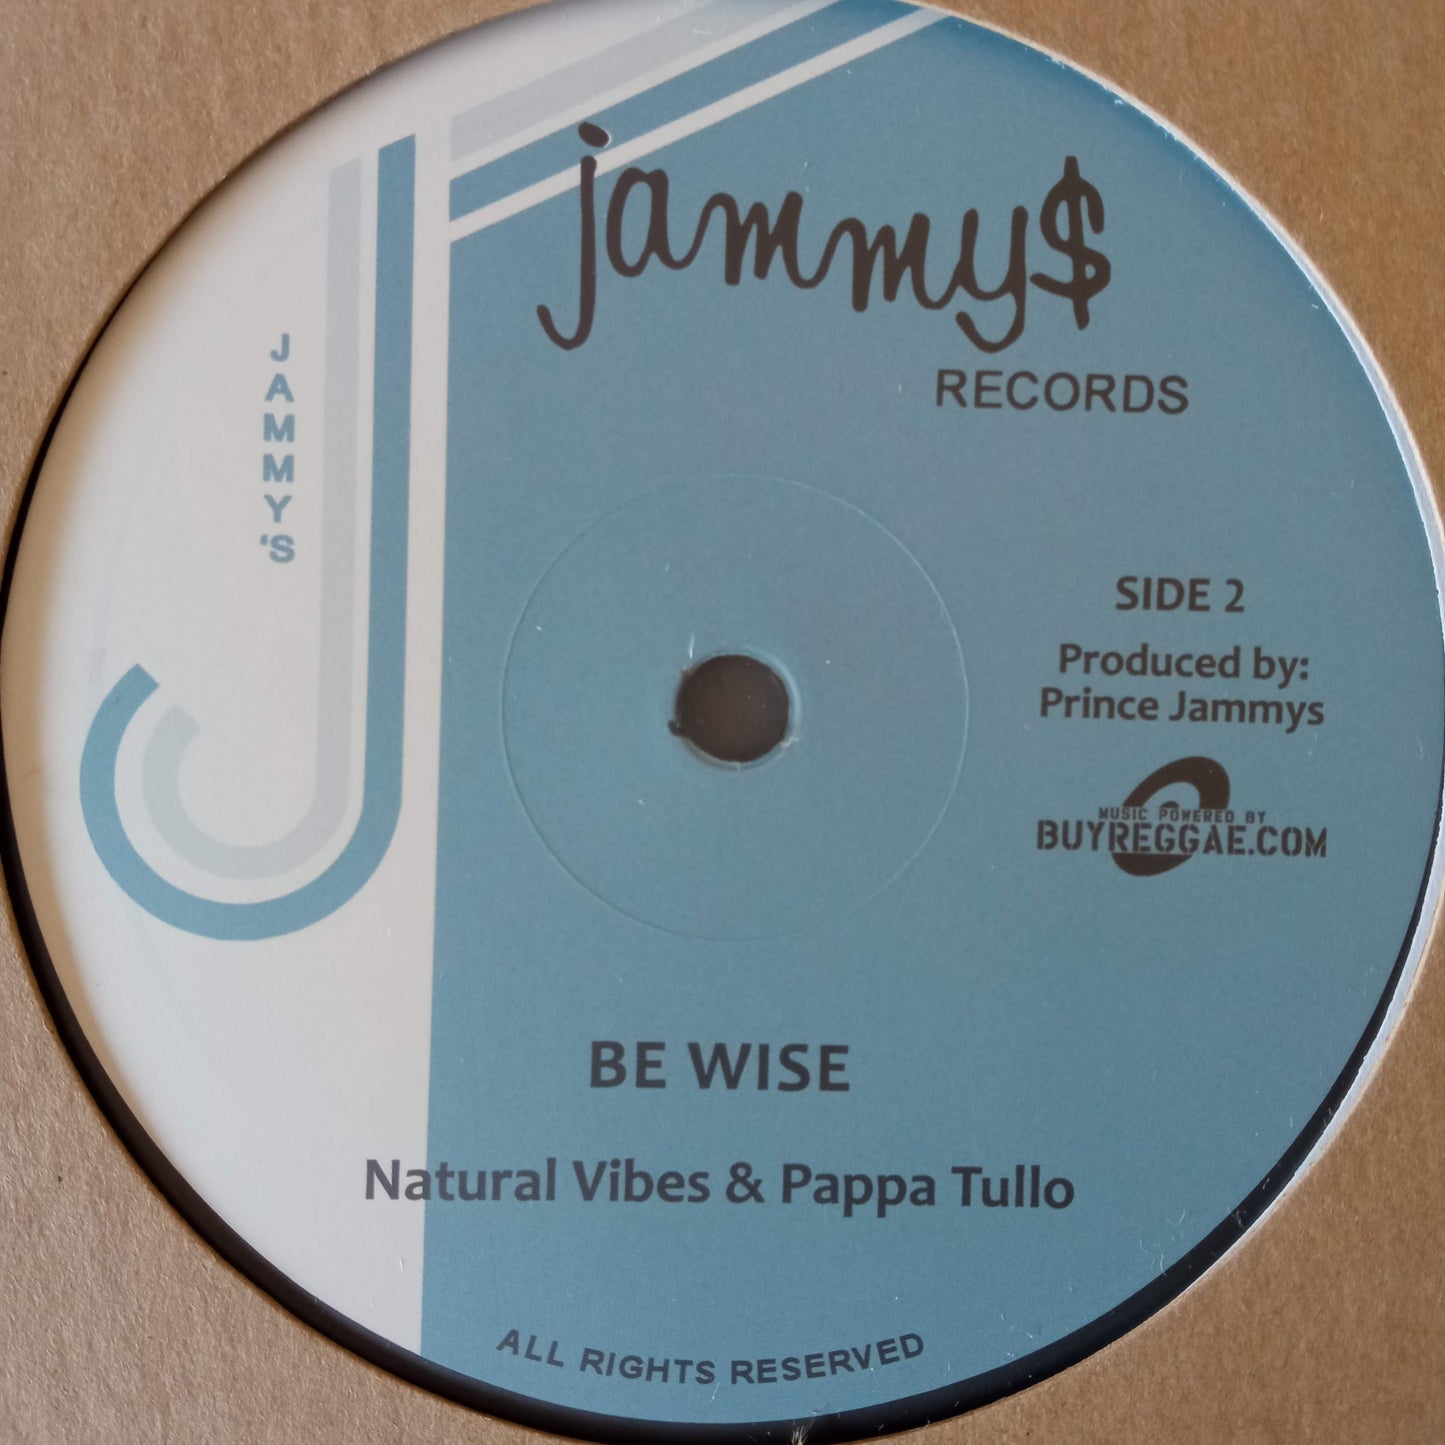 jammy$
RECORDS
JAMMY'S
SIDE 2
Produced by:
Prince Jammys
MUSIC POWERED BY
BUYREGGAE.COM
BE WISE
Natural Vibes & Pappa Tullo
ALL RIGHTS RESERVED